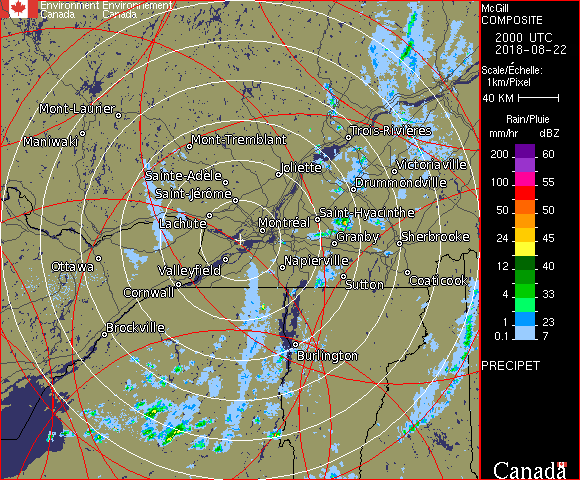 Environment Environnement
Canada Canada
McGill
COMPOSITE
2000 UTC
2018-08-22
Scale/Échelle:
1km/Pixel
40 KM
Rain/Pluie
mm/hr dBZ
200 60
100 55
50 50
24 45
12 40
4 33
1 23
0.1 7
PRECIPET
Canada
Mont-Laurier
Maniwaki
Mont-Tremblant
Trois-Rivières
Sainte-Adèle
Joliette
Victoriaville
Saint-Jérôme
Drummondville
Lachute
Montréal
Saint-Hyacinthe
Granby
Sherbrooke
Ottawa
Valleyfield
Napierville
Cornwall
Sutton
Coaticook
Brockville
Burlington